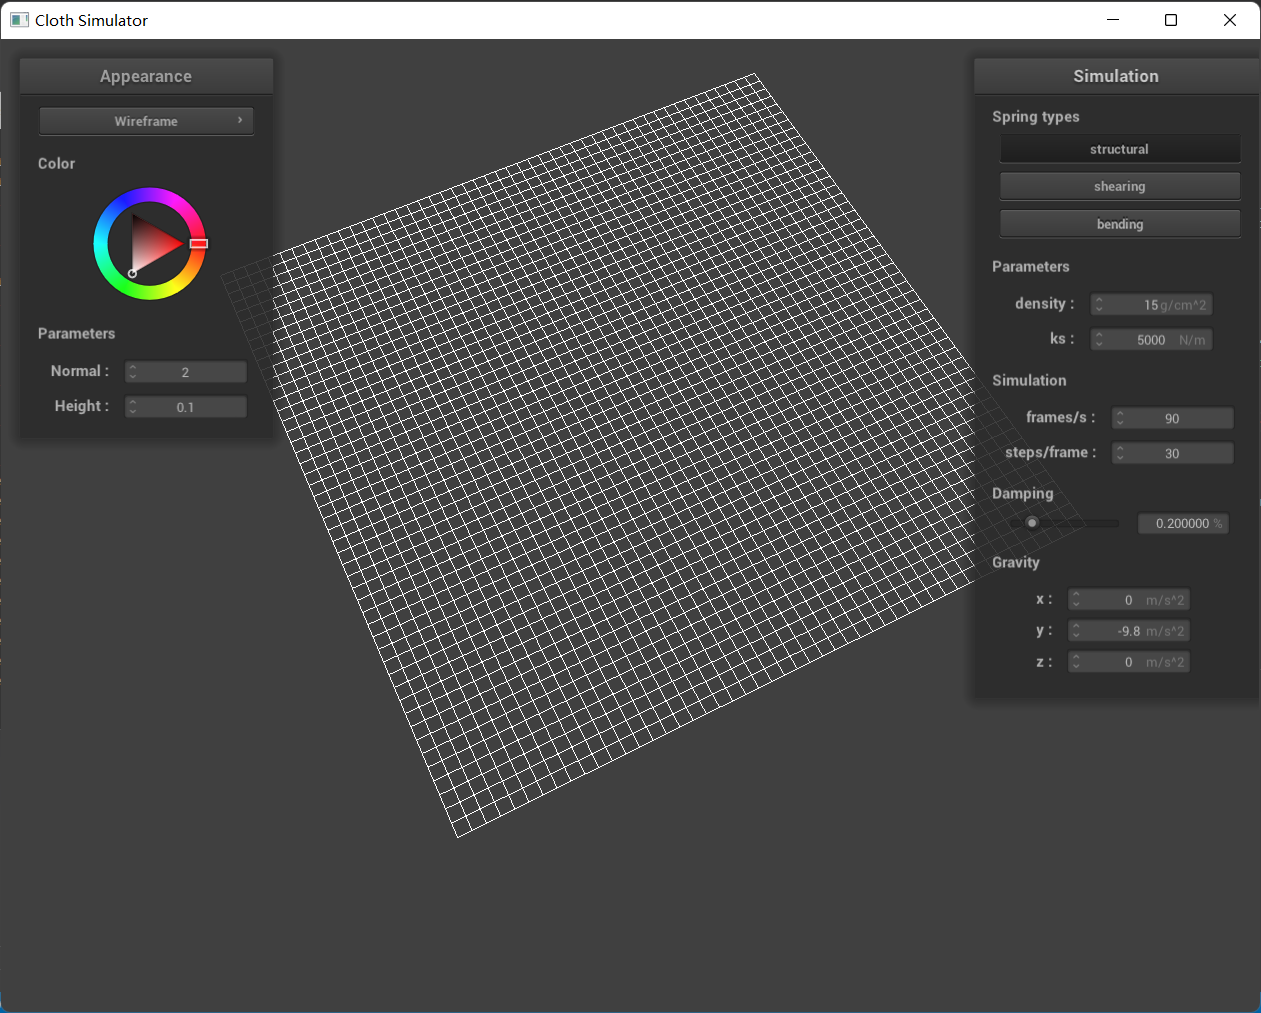 Cloth Simulator
Appearance
Wireframe
Color
Parameters
Normal : 2
Height : 0.1
Simulation
Spring types
structural
shearing
bending
Parameters
density : 15 g/cm^2
ks : 5000 N/m
Simulation
frames/s : 90
steps/frame : 30
Damping
0.200000 %
Gravity
x : 0 m/s^2
y : -9.8 m/s^2
z : 0 m/s^2